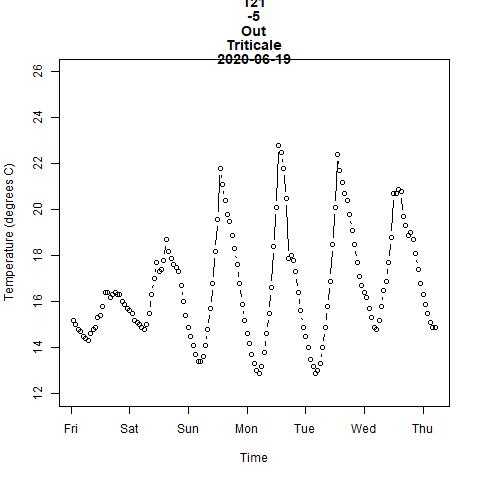 121
-5
Out
Triticale
2020-06-19
26
24
22
20
18
16
14
12
Temperature (degrees C)
Fri Sat Sun Mon Tue Wed Thu
Time